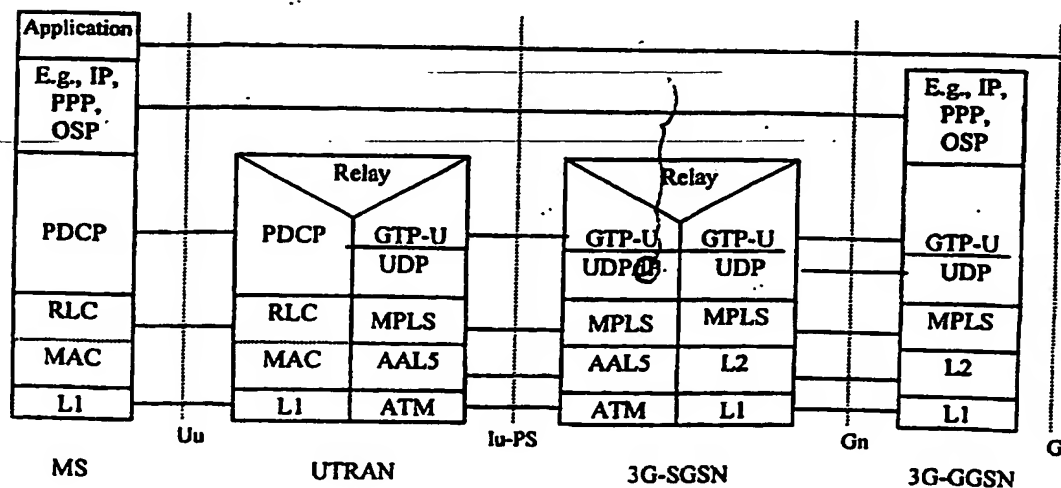 Application
E.g., IP,
PPP,
OSP
PDCP
RLC
MAC
L1
MS
Uu
Relay
PDCP
GTP-U
UDP
RLC
MPLS
MAC
AAL5
L1
ATM
UTRAN
Iu-PS
Relay
GTP-U
GTP-U
UDP/IP
UDP
MPLS
MPLS
AAL5
L2
ATM
L1
3G-SGSN
Gn
E.g., IP,
PPP,
OSP
GTP-U
UDP
MPLS
L2
L1
3G-GGSN
G